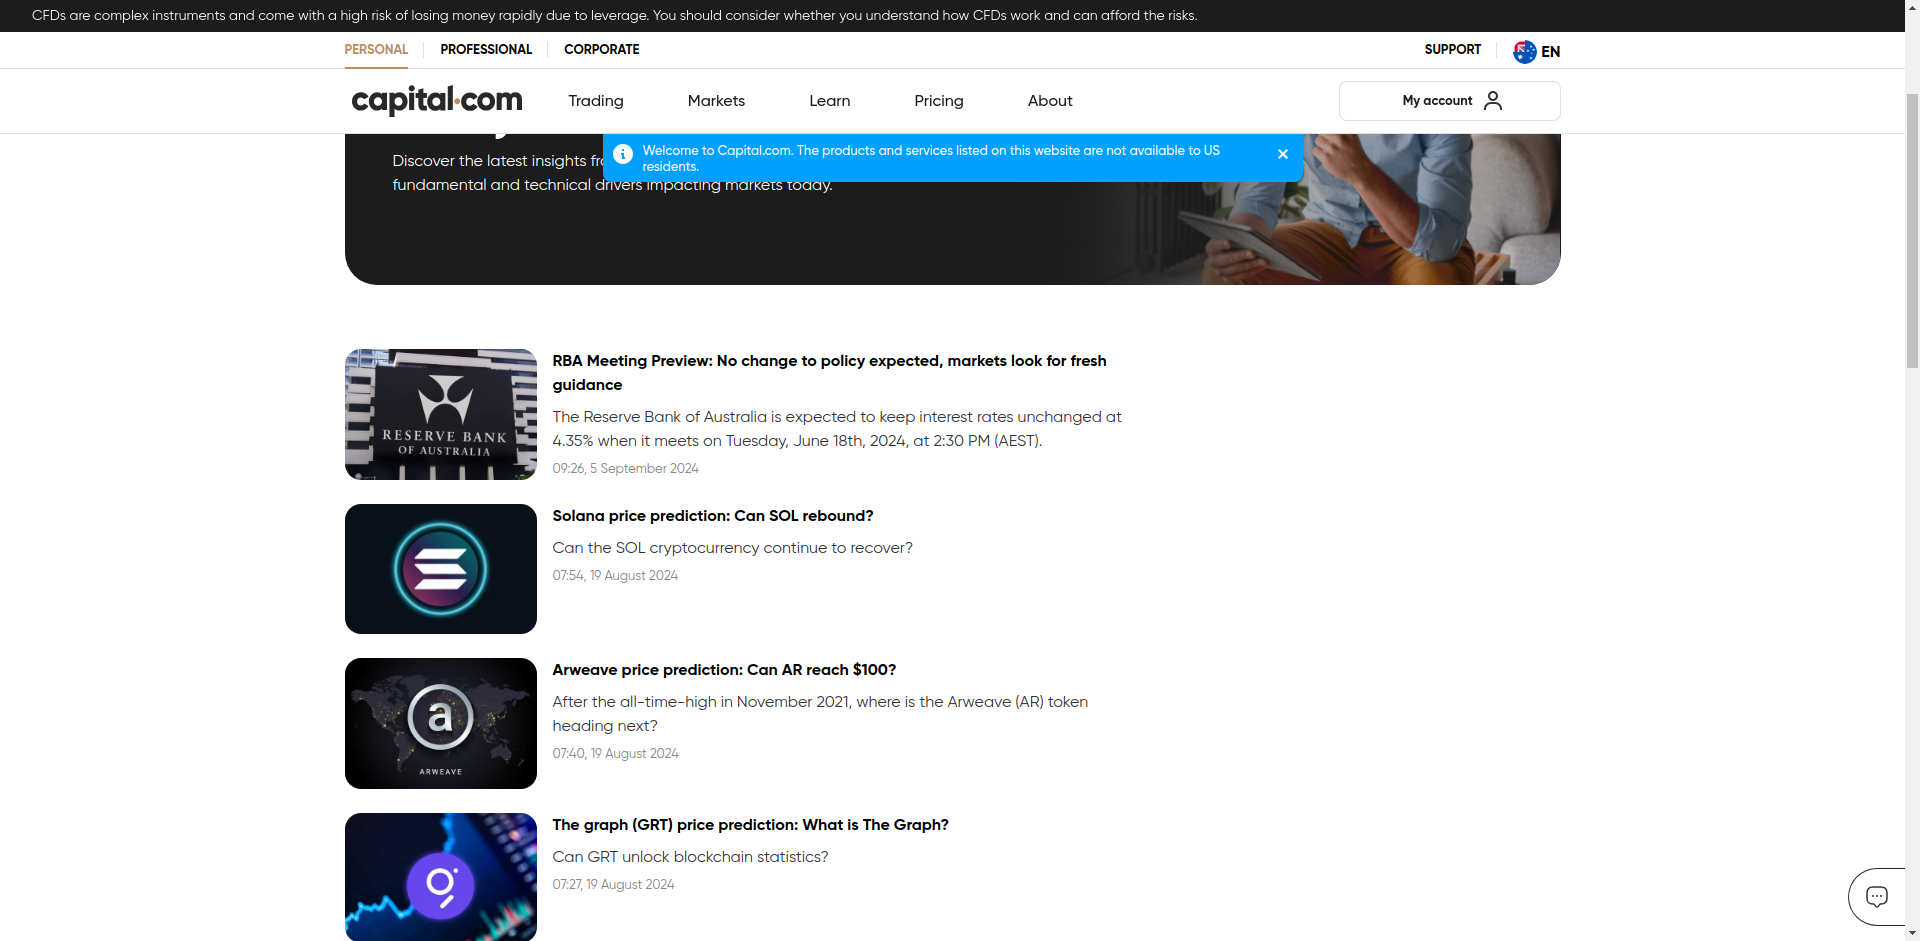 CFDs are complex instruments and come with a high risk of losing money rapidly due to leverage. You should consider whether you understand how CFDs work and can afford the risks.
PERSONAL
PROFESSIONAL
CORPORATE
SUPPORT
EN
capital.com
Trading
Markets
Learn
Pricing
About
My account
Welcome to Capital.com. The products and services listed on this website are not available to US
residents.
Discover the latest insights
fundamental and technical drivers impacting markets today.
RESERVE BANK
OF AUSTRALIA
RBA Meeting Preview: No change to policy expected, markets look for fresh
guidance
The Reserve Bank of Australia is expected to keep interest rates unchanged at
4.35% when it meets on Tuesday, June 18th, 2024, at 2:30 PM (AEST).
09:26, 5 September 2024
Solana price prediction: Can SOL rebound?
Can the SOL cryptocurrency continue to recover?
07:54, 19 August 2024
a
ARWEAVE
Arweave price prediction: Can AR reach $100?
After the all-time-high in November 2021, where is the Arweave (AR) token
heading next?
07:40, 19 August 2024
The graph (GRT) price prediction: What is The Graph?
Can GRT unlock blockchain statistics?
07:27, 19 August 2024